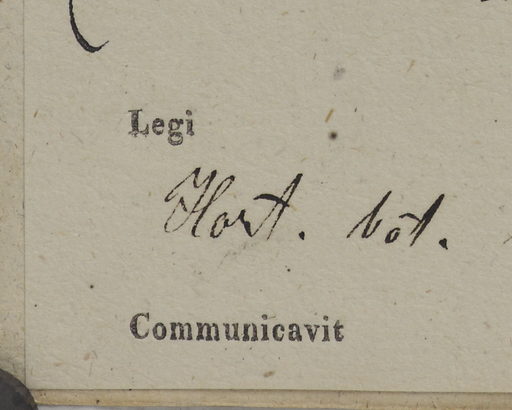 Legi
Hort. bot.
Communicavit